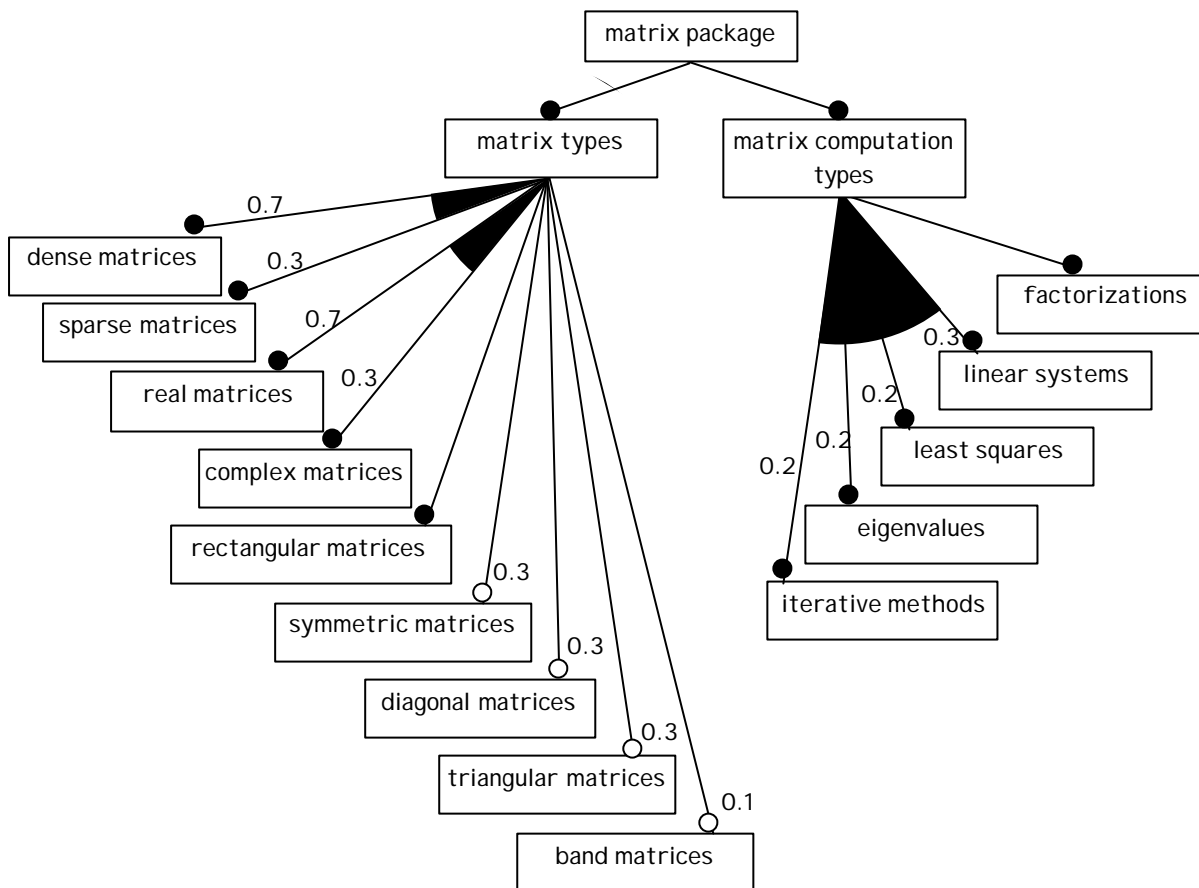 matrix package
matrix types
matrix computation
types
0.7
dense matrices
0.3
sparse matrices
0.7
real matrices
0.3
complex matrices
rectangular matrices
0.3
symmetric matrices
0.3
diagonal matrices
0.3
triangular matrices
0.1
band matrices
factorizations
0.3
linear systems
0.2
least squares
0.2
eigenvalues
0.2
iterative methods